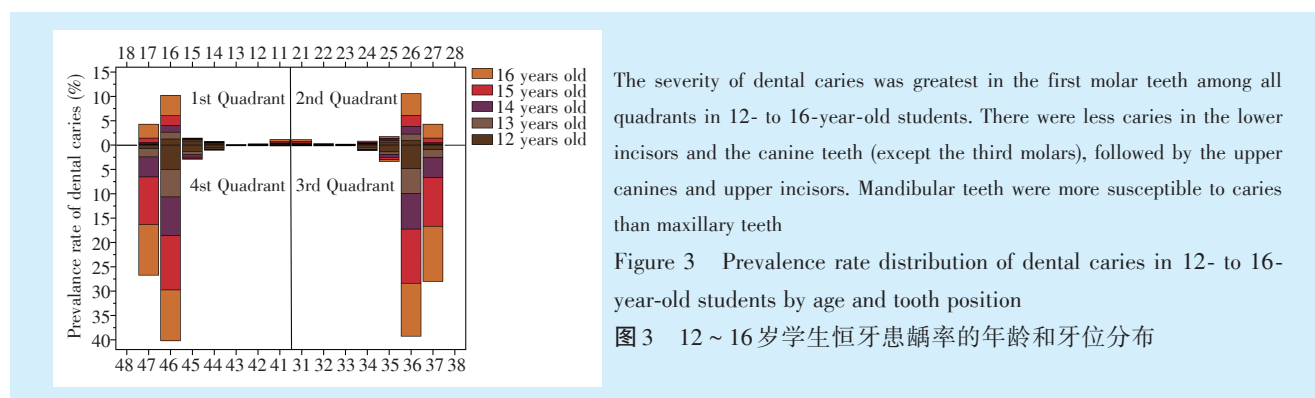 18 17 16 15 14 13 12 11 21 22 23 24 25 26 27 28
Prevalance rate of dental caries (%)
15
10
5
0
5
10
15
20
25
30
35
40
1st Quadrant
2nd Quadrant
4st Quadrant
3rd Quadrant
16 years old
15 years old
14 years old
13 years old
12 years old
48 47 46 45 44 43 42 41 31 32 33 34 35 36 37 38
The severity of dental caries was greatest in the first molar teeth among all
quadrants in 12- to 16-year-old students. There were less caries in the lower
incisors and the canine teeth (except the third molars), followed by the upper
canines and upper incisors. Mandibular teeth were more susceptible to caries
than maxillary teeth
Figure 3 Prevalence rate distribution of dental caries in 12- to 16-
year-old students by age and tooth position
图3 12 ~ 16岁学生恒牙患龋率的年龄和牙位分布